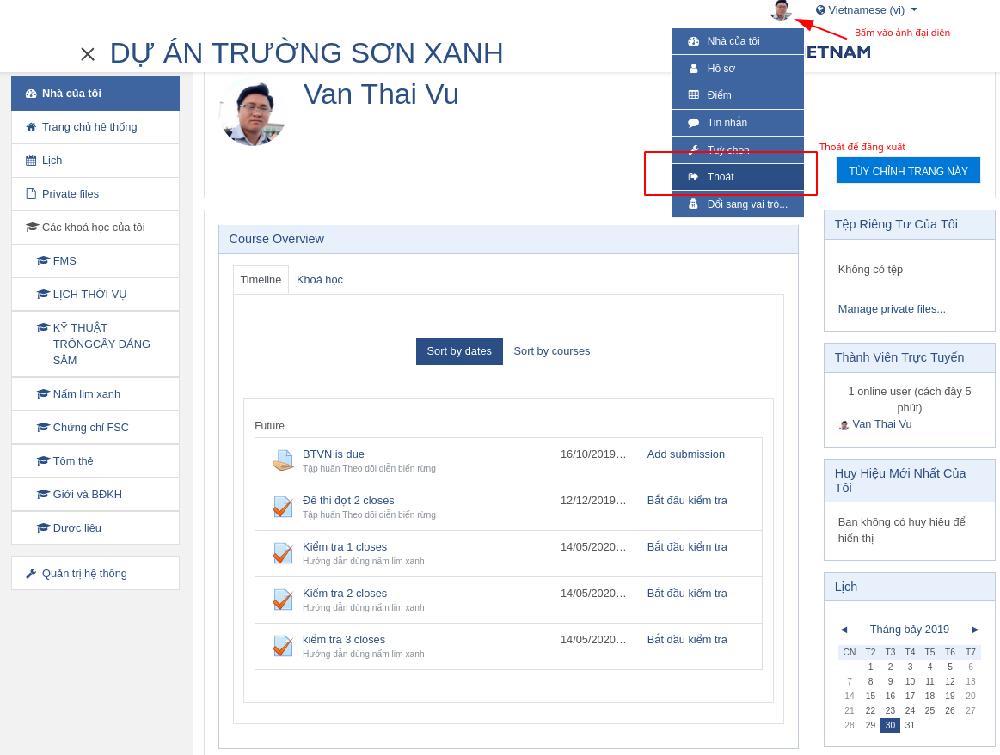 Vietnamese (vi)
Bấm vào ảnh đại diện
DỰ ÁN TRƯỜNG SƠN XANH
ETNAM
Nhà của tôi
Hồ sơ
Điểm
Tin nhắn
Tuỳ chọn
Thoát
Đổi sang vai trò...
Thoát để đăng xuất
TÙY CHỈNH TRANG NÀY
Van Thai Vu
Nhà của tôi
Trang chủ hệ thống
Lịch
Private files
Các khoá học của tôi
FMS
LỊCH THỜI VỤ
KỸ THUẬT
TRỒNGCÂY ĐẢNG
SÂM
Nấm lim xanh
Chứng chỉ FSC
Tôm thẻ
Giới và BĐKH
Dược liệu
Quản trị hệ thống
Course Overview
Timeline
Khoá học
Sort by dates
Sort by courses
Future
BTVN is due 16/10/2019… Add submission
Tập huấn Theo dõi diễn biến rừng
Đề thi đợt 2 closes 12/12/2019… Bắt đầu kiểm tra
Tập huấn Theo dõi diễn biến rừng
Kiểm tra 1 closes 14/05/2020… Bắt đầu kiểm tra
Hướng dẫn dùng nấm lim xanh
Kiểm tra 2 closes 14/05/2020… Bắt đầu kiểm tra
Hướng dẫn dùng nấm lim xanh
kiểm tra 3 closes 14/05/2020… Bắt đầu kiểm tra
Hướng dẫn dùng nấm lim xanh
Tệp Riêng Tư Của Tôi
Không có tệp
Manage private files...
Thành Viên Trực Tuyến
1 online user (cách đây 5
phút)
Van Thai Vu
Huy Hiệu Mới Nhất Của
Tôi
Bạn không có huy hiệu để
hiển thị
Lịch
◄ Tháng bảy 2019 ►
CN T2 T3 T4 T5 T6 T7
1 2 3 4 5 6
7 8 9 10 11 12 13
14 15 16 17 18 19 20
21 22 23 24 25 26 27
28 29 30 31